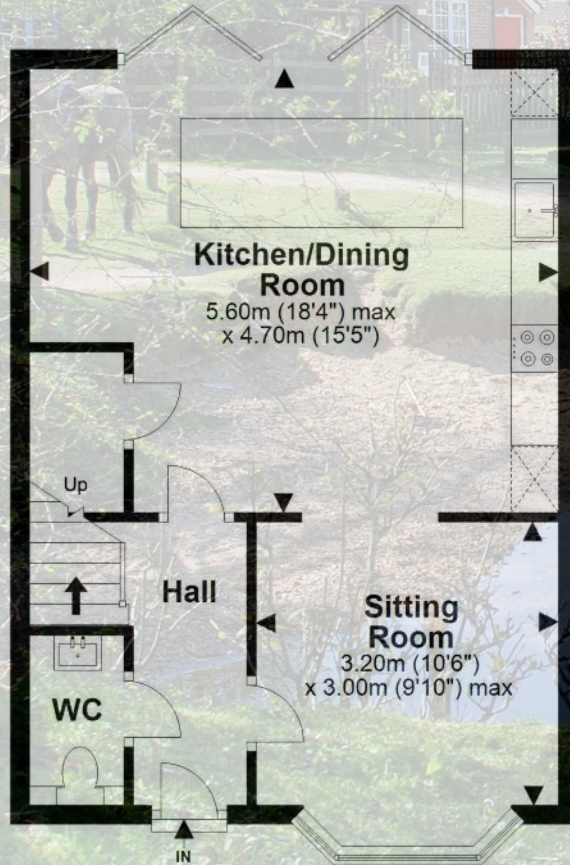 Kitchen/Dining
Room
5.60m (18'4") max
x 4.70m (15'5")
Up
Hall
Sitting
Room
3.20m (10'6")
x 3.00m (9'10") max
WC
IN